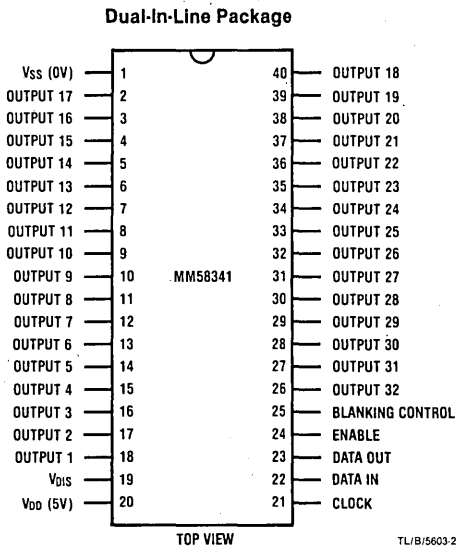 Dual-In-Line Package
VSS (0V) 1 40 OUTPUT 18
OUTPUT 17 2 39 OUTPUT 19
OUTPUT 16 3 38 OUTPUT 20
OUTPUT 15 4 37 OUTPUT 21
OUTPUT 14 5 36 OUTPUT 22
OUTPUT 13 6 35 OUTPUT 23
OUTPUT 12 7 34 OUTPUT 24
OUTPUT 11 8 33 OUTPUT 25
OUTPUT 10 9 32 OUTPUT 26
OUTPUT 9 10 MM58341 31 OUTPUT 27
OUTPUT 8 11 30 OUTPUT 28
OUTPUT 7 12 29 OUTPUT 29
OUTPUT 6 13 28 OUTPUT 30
OUTPUT 5 14 27 OUTPUT 31
OUTPUT 4 15 26 OUTPUT 32
OUTPUT 3 16 25 BLANKING CONTROL
OUTPUT 2 17 24 ENABLE
OUTPUT 1 18 23 DATA OUT
VDIS 19 22 DATA IN
VDD (5V) 20 21 CLOCK
TOP VIEW
TL/B/5603-2